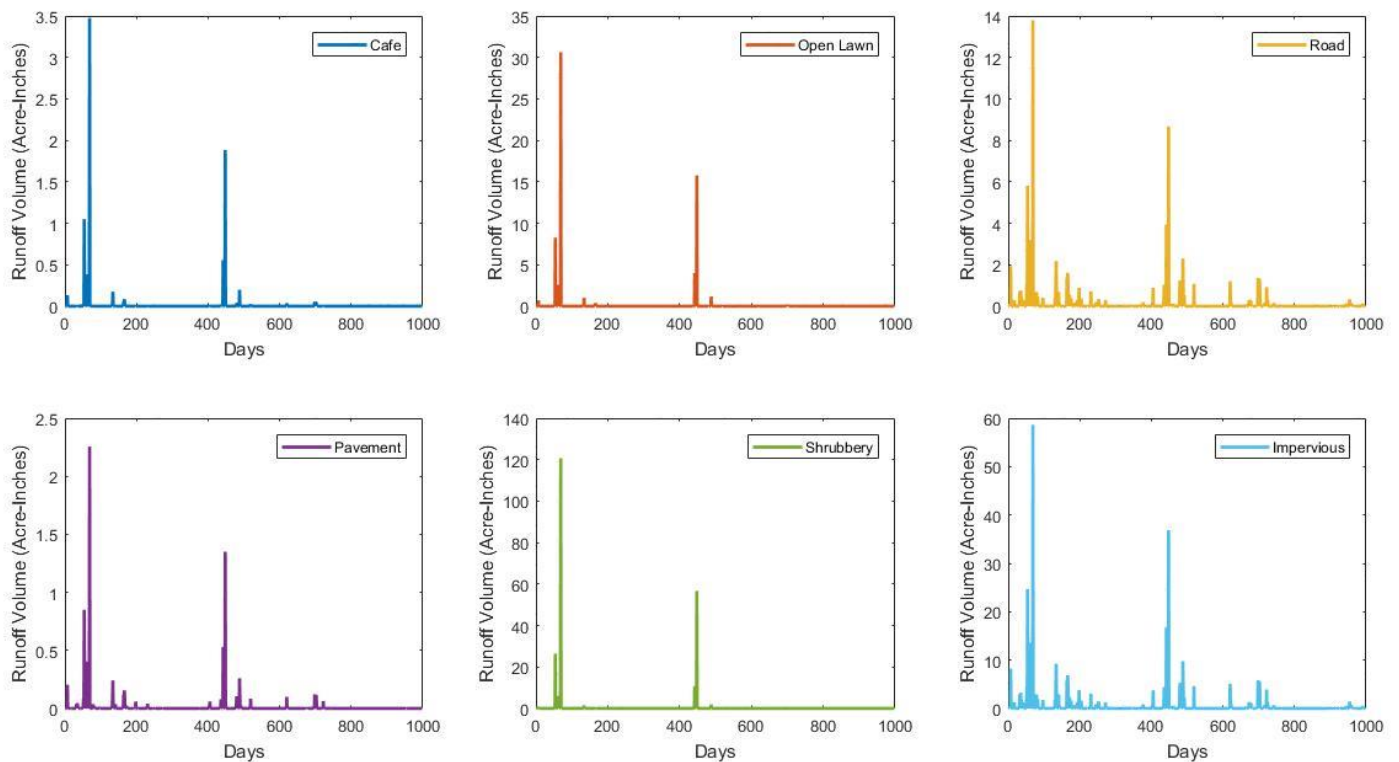 Cafe
Runoff Volume (Acre-Inches)
3.5
3
2.5
2
1.5
1
0.5
0
0 200 400 600 800 1000
Days
Open Lawn
Runoff Volume (Acre-Inches)
35
30
25
20
15
10
5
0
0 200 400 600 800 1000
Days
Road
Runoff Volume (Acre-Inches)
14
12
10
8
6
4
2
0
0 200 400 600 800 1000
Days
Pavement
Runoff Volume (Acre-Inches)
2.5
2
1.5
1
0.5
0
0 200 400 600 800 1000
Days
Shrubbery
Runoff Volume (Acre-Inches)
140
120
100
80
60
40
20
0
0 200 400 600 800 1000
Days
Impervious
Runoff Volume (Acre-Inches)
60
50
40
30
20
10
0
0 200 400 600 800 1000
Days